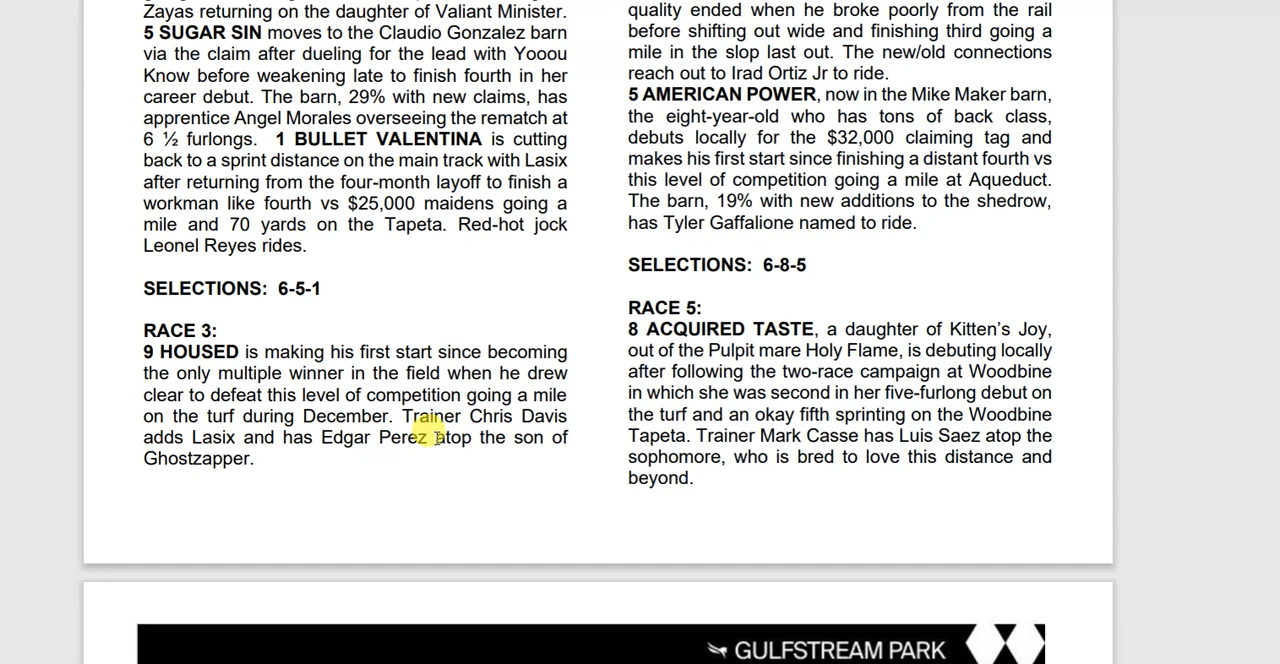 Zayas returning on the daughter of Valiant Minister.
5 SUGAR SIN moves to the Claudio Gonzalez barn
via the claim after dueling for the lead with Yooou
Know before weakening late to finish fourth in her
career debut. The barn, 29% with new claims, has
apprentice Angel Morales overseeing the rematch at
6 ½ furlongs. 1 BULLET VALENTINA is cutting
back to a sprint distance on the main track with Lasix
after returning from the four-month layoff to finish a
workman like fourth vs $25,000 maidens going a
mile and 70 yards on the Tapeta. Red-hot jock
Leonel Reyes rides.
SELECTIONS: 6-5-1
RACE 3:
9 HOUSED is making his first start since becoming
the only multiple winner in the field when he drew
clear to defeat this level of competition going a mile
on the turf during December. Trainer Chris Davis
adds Lasix and has Edgar Perez atop the son of
Ghostzapper.
quality ended when he broke poorly from the rail
before shifting out wide and finishing third going a
mile in the slop last out. The new/old connections
reach out to Irad Ortiz Jr to ride.
5 AMERICAN POWER, now in the Mike Maker barn,
the eight-year-old who has tons of back class,
debuts locally for the $32,000 claiming tag and
makes his first start since finishing a distant fourth vs
this level of competition going a mile at Aqueduct.
The barn, 19% with new additions to the shedrow,
has Tyler Gaffalione named to ride.
SELECTIONS: 6-8-5
RACE 5:
8 ACQUIRED TASTE, a daughter of Kitten's Joy,
out of the Pulpit mare Holy Flame, is debuting locally
after following the two-race campaign at Woodbine
in which she was second in her five-furlong debut on
the turf and an okay fifth sprinting on the Woodbine
Tapeta. Trainer Mark Casse has Luis Saez atop the
sophomore, who is bred to love this distance and
beyond.
GULFSTREAM PARK